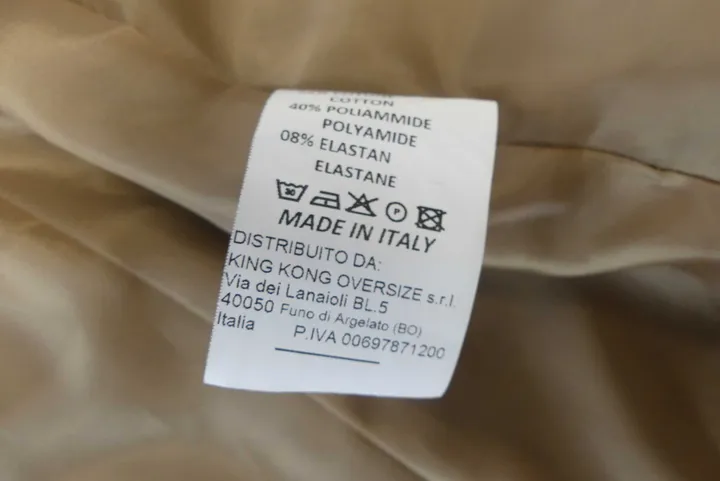 COTTON
40% POLIAMMIDE
POLYAMIDE
08% ELASTAN
ELASTANE
30 P
MADE IN ITALY
DISTRIBUITO DA:
KING KONG OVERSIZE s.r.l.
Via dei Lanaioli BL.5
40050 Funo di Argelato (BO)
Italia P.IVA 00697871200